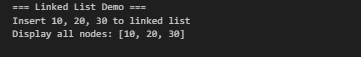 === Linked List Demo ===
Insert 10, 20, 30 to linked list
Display all nodes: [10, 20, 30]